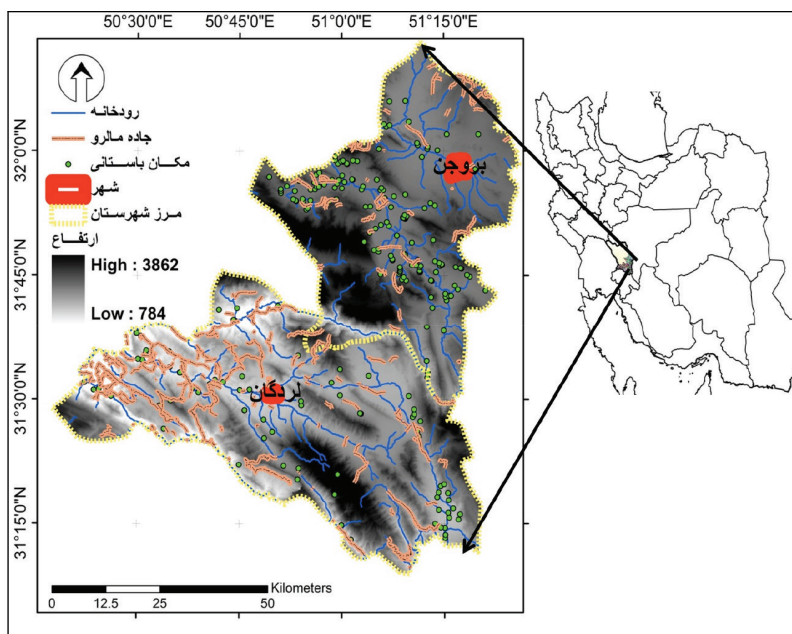 50°30'0"E 50°45'0"E 51°0'0"E 51°15'0"E
32°0'0"N
31°45'0"N
31°30'0"N
31°15'0"N
رودخانه
جاده مالرو
مکان باستانی
شهر
مرز شهرستان
ارتفاع
High : 3862
Low : 784
بروجن
لردگان
Kilometers
0 12.5 25 50